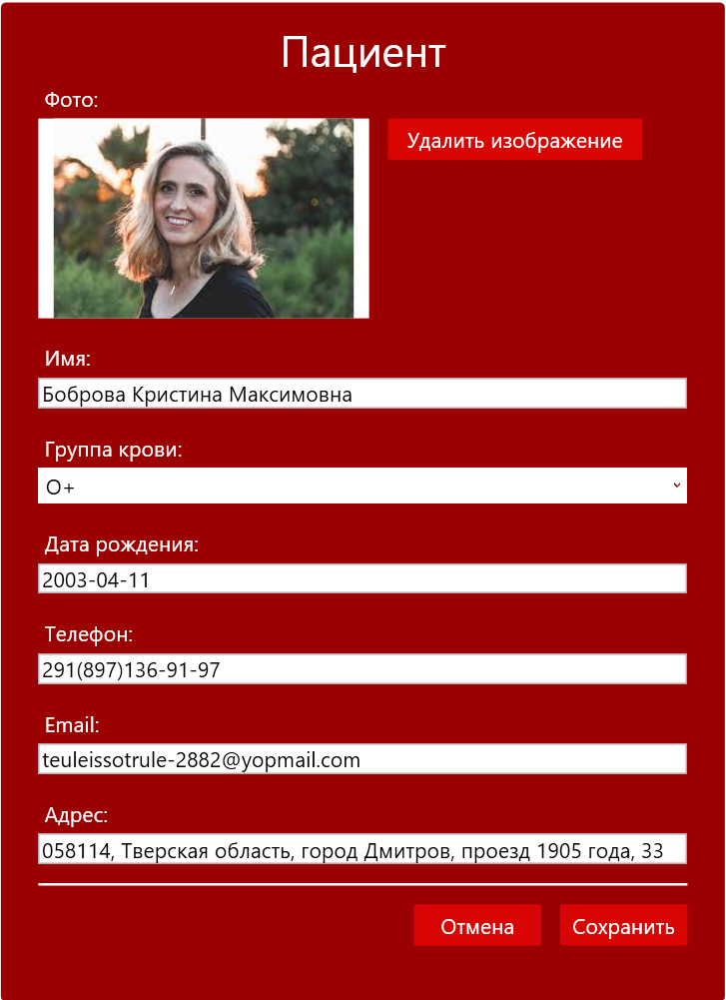 Пациент
Фото:
Удалить изображение
Имя:
Боброва Кристина Максимовна
Группа крови:
O+
Дата рождения:
2003-04-11
Телефон:
291(897)136-91-97
Email:
teuleissotrule-2882@yopmail.com
Адрес:
058114, Тверская область, город Дмитров, проезд 1905 года, 33
Отмена
Сохранить